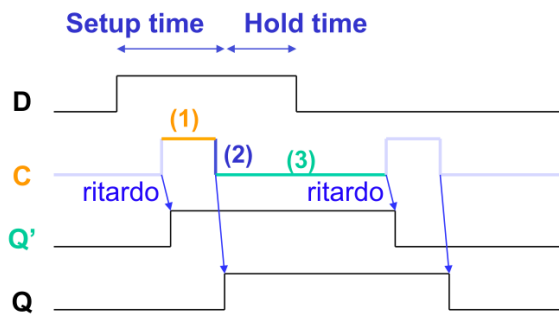 Setup time Hold time
D
(1)
C
(2) (3)
ritardo ritardo
Q’
Q